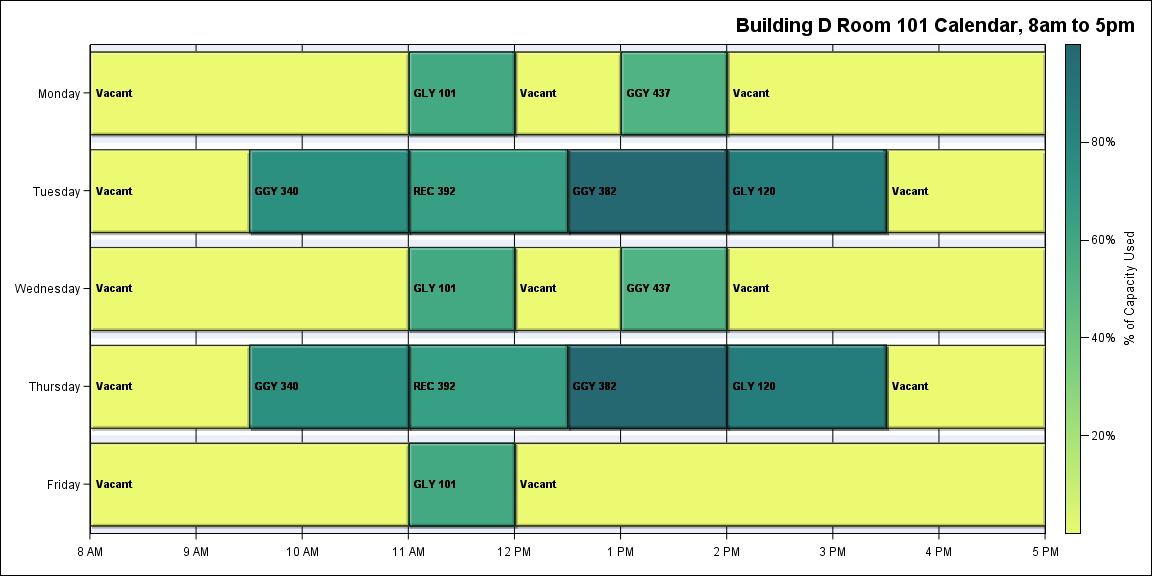 Building D Room 101 Calendar, 8am to 5pm
Monday
Vacant
GLY 101
Vacant
GGY 437
Vacant
Tuesday
Vacant
GGY 340
REC 392
GGY 382
GLY 120
Vacant
Wednesday
Vacant
GLY 101
Vacant
GGY 437
Vacant
Thursday
Vacant
GGY 340
REC 392
GGY 382
GLY 120
Vacant
Friday
Vacant
GLY 101
Vacant
8 AM
9 AM
10 AM
11 AM
12 PM
1 PM
2 PM
3 PM
4 PM
5 PM
80%
60%
40%
20%
% of Capacity Used